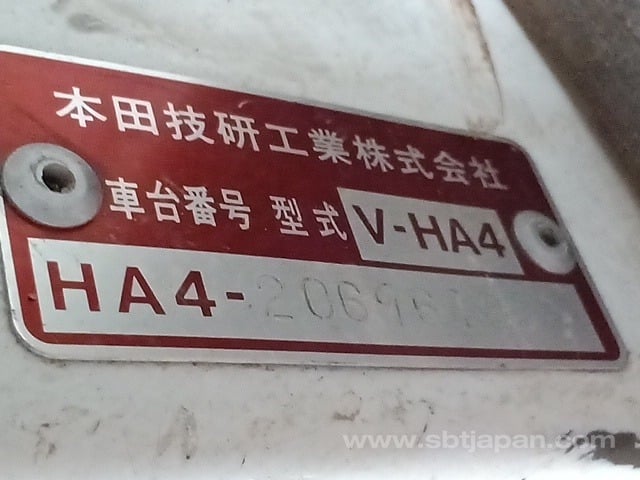 本田技研工業株式会社
車台番号 型式 V-HA4
HA4-206961
www.sbtjapan.com